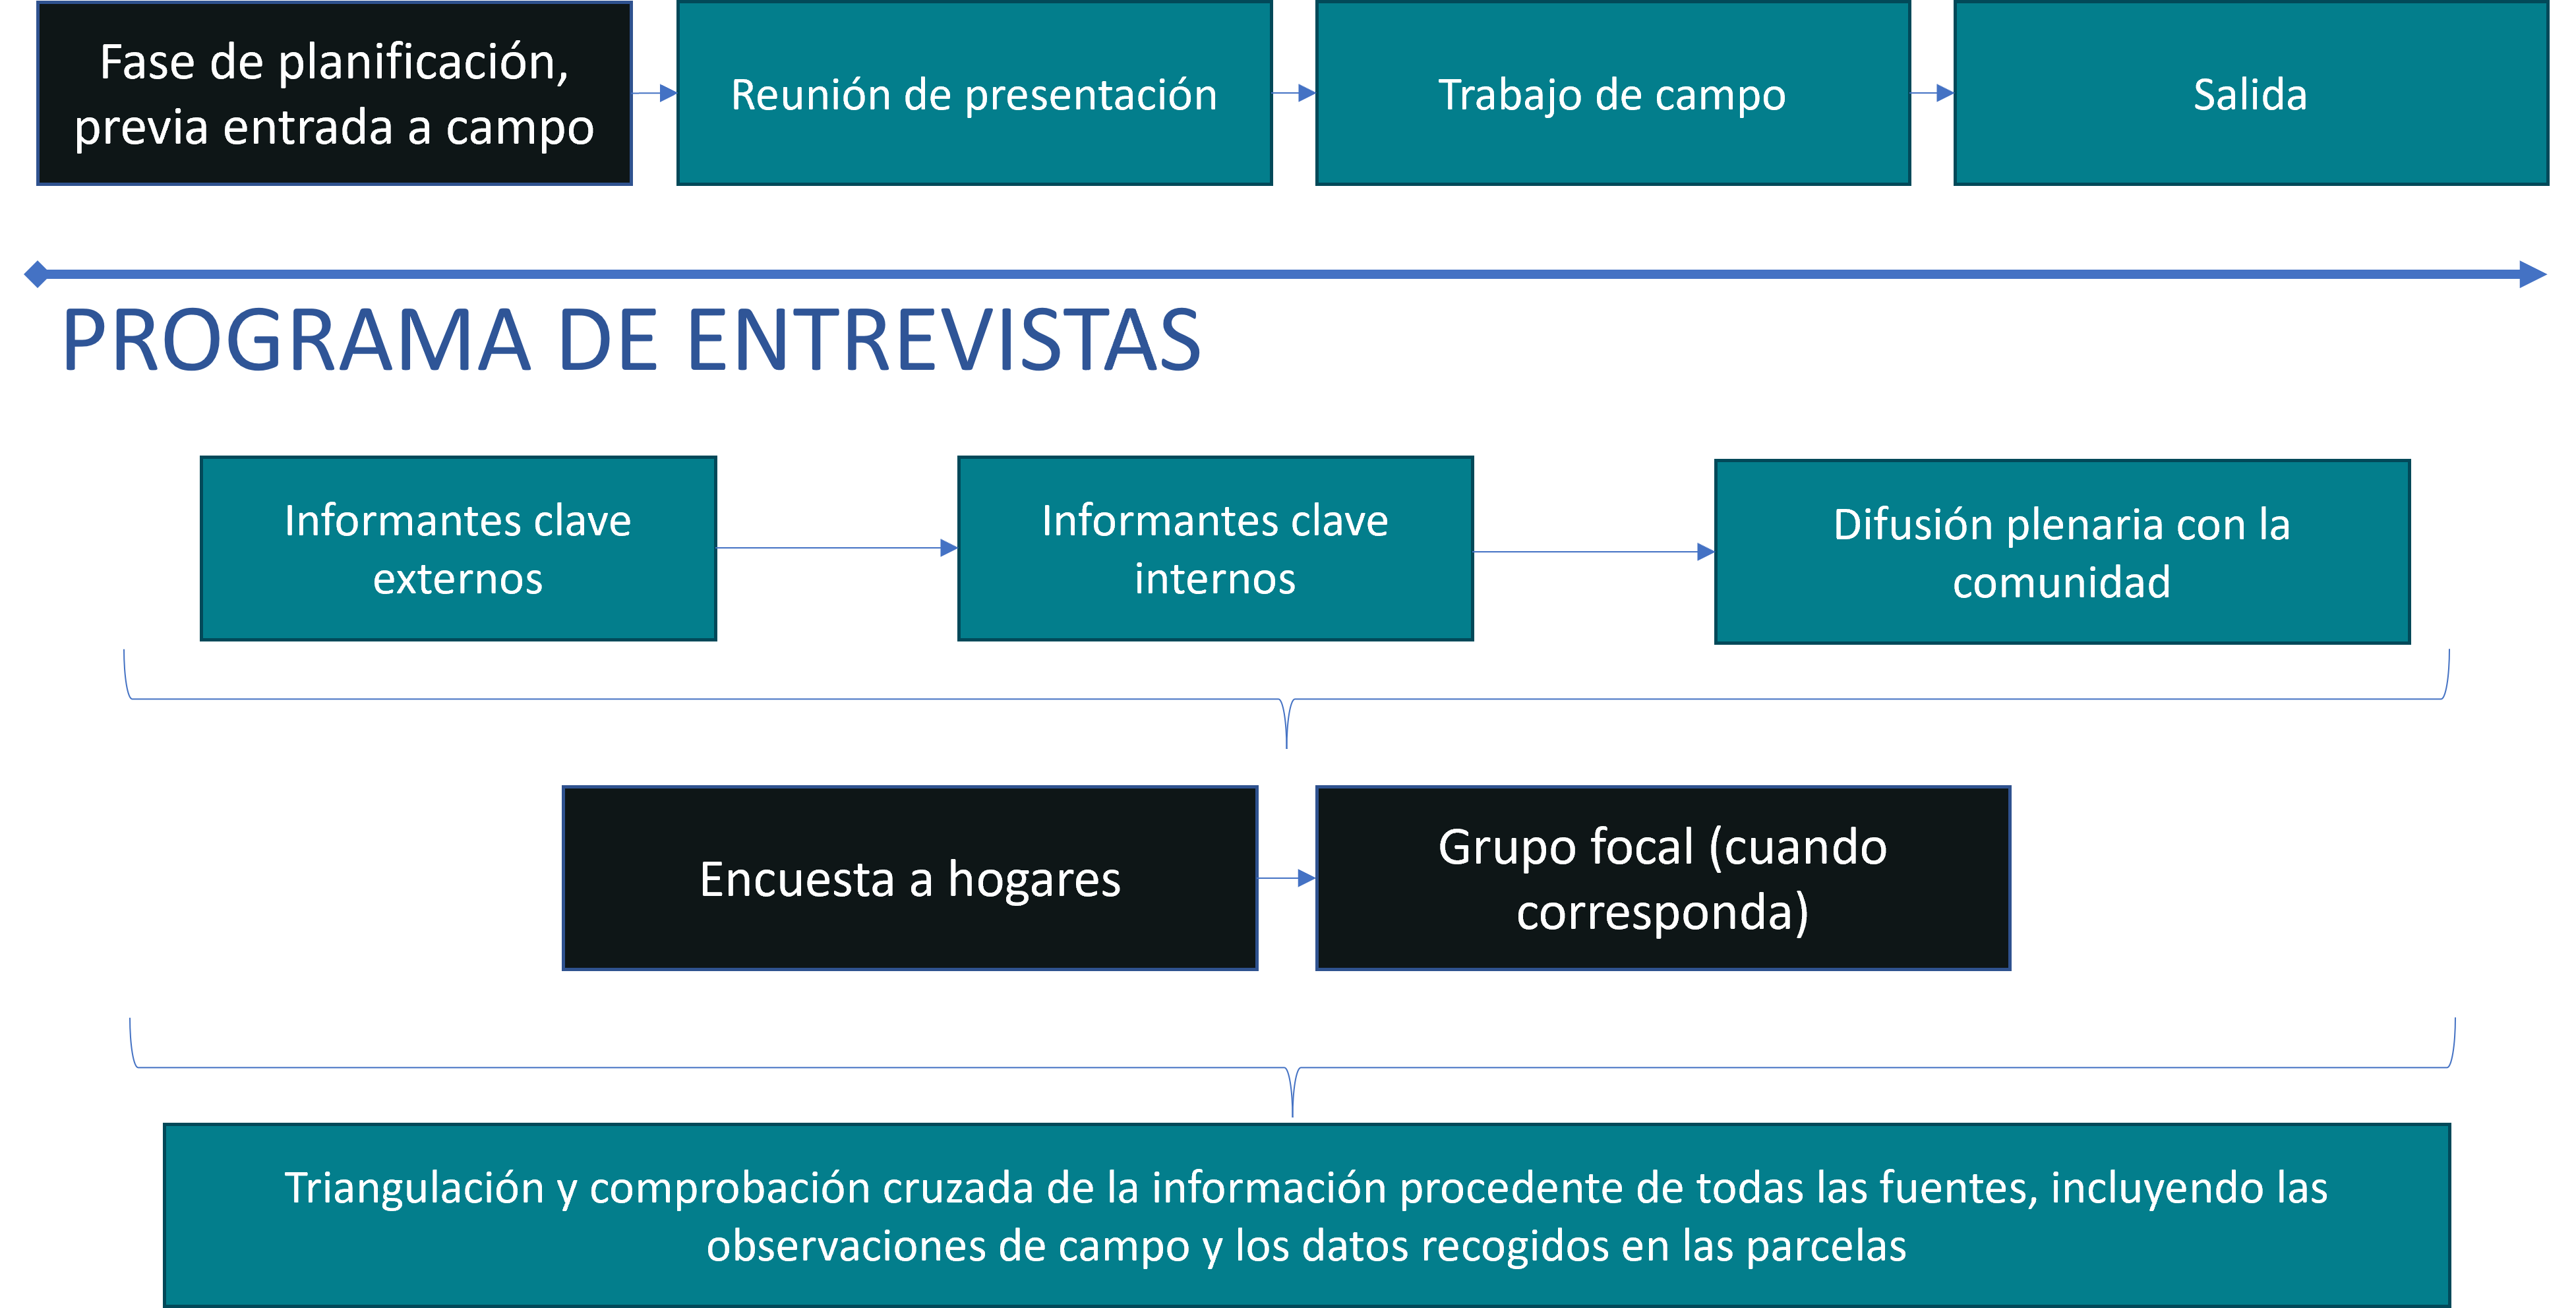 Fase de planificación,
previa entrada a campo
Reunión de presentación
Trabajo de campo
Salida
PROGRAMA DE ENTREVISTAS
Informantes clave
externos
Informantes clave
internos
Difusión plenaria con la
comunidad
Encuesta a hogares
Grupo focal (cuando
corresponda)
Triangulación y comprobación cruzada de la información procedente de todas las fuentes, incluyendo las
observaciones de campo y los datos recogidos en las parcelas